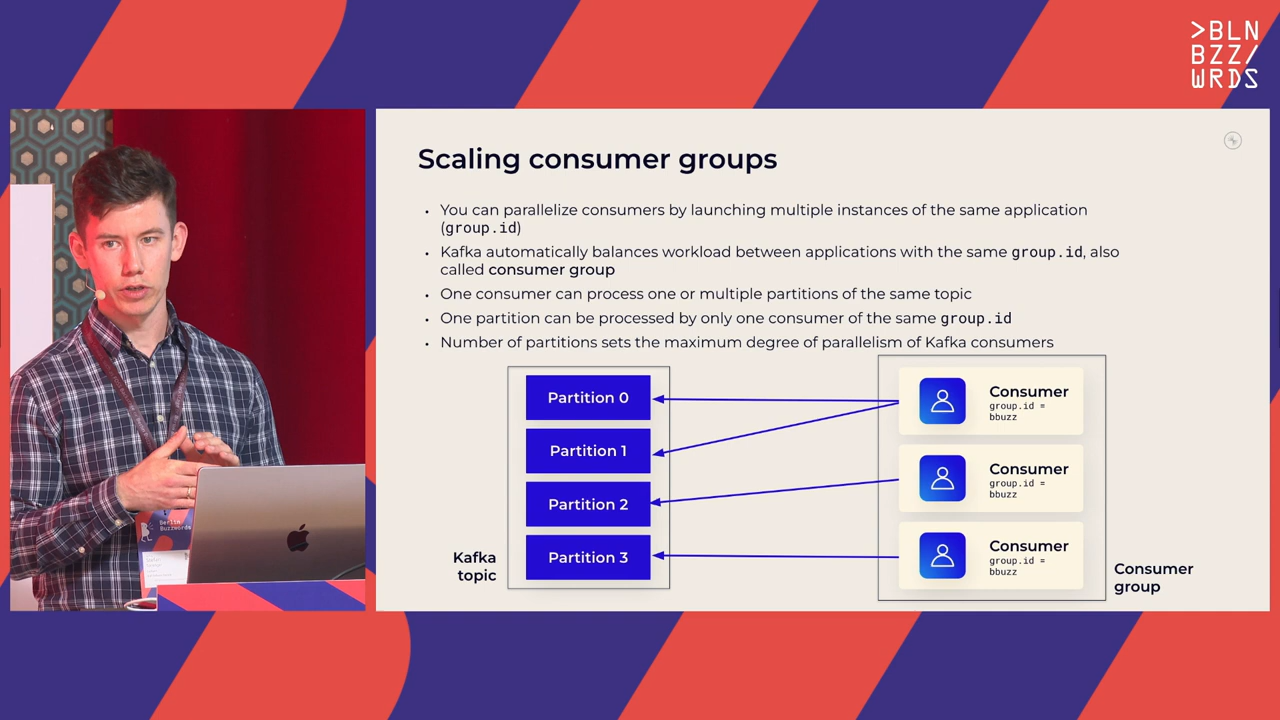 >BLN
BZZ/
WRDS
Scaling consumer groups
• You can parallelize consumers by launching multiple instances of the same application
(group.id)
• Kafka automatically balances workload between applications with the same group.id, also
called consumer group
• One consumer can process one or multiple partitions of the same topic
• One partition can be processed by only one consumer of the same group.id
• Number of partitions sets the maximum degree of parallelism of Kafka consumers
Partition 0
Partition 1
Partition 2
Partition 3
Kafka
topic
Consumer
group.id =
bbuzz
Consumer
group.id =
bbuzz
Consumer
group.id =
bbuzz
Consumer
group
Berlin
Buzzwords